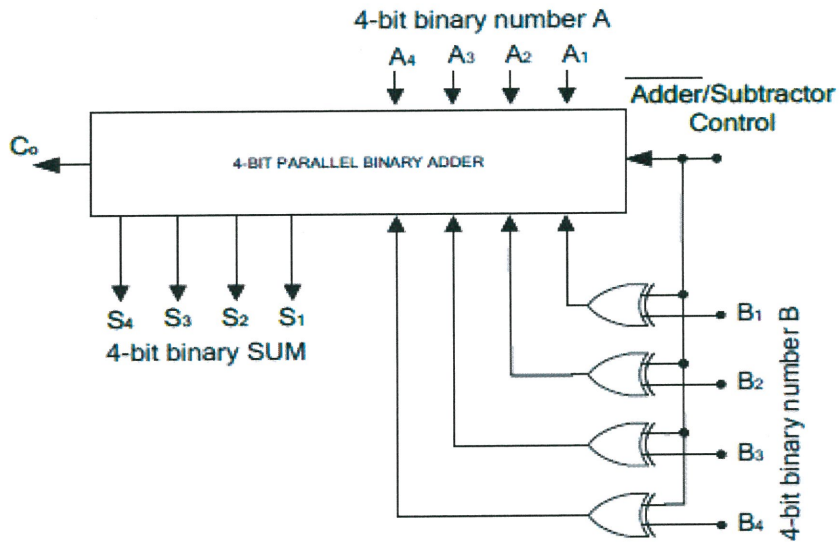 4-bit binary number A
A4 A3 A2 A1
Adder/Subtractor
Control
Co
4-BIT PARALLEL BINARY ADDER
S4 S3 S2 S1
4-bit binary SUM
B1
B2
B3
B4
4-bit binary number B